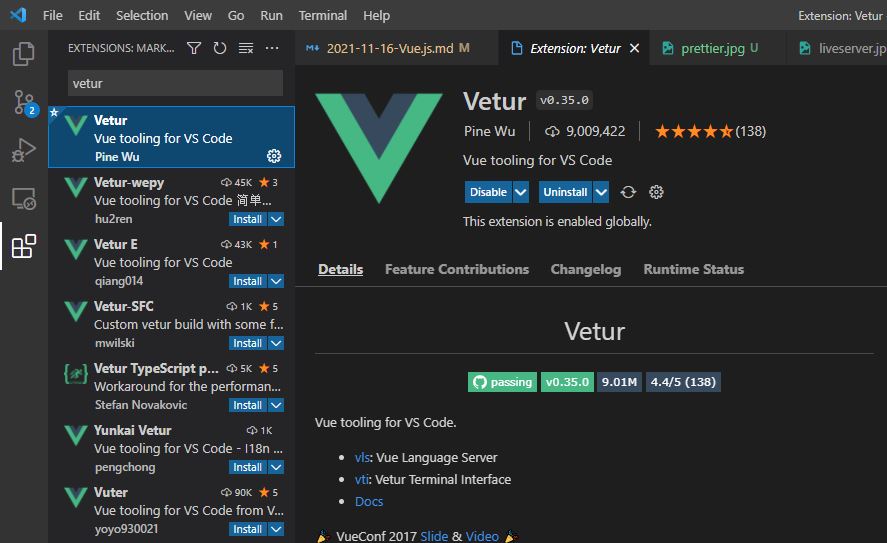 File Edit Selection View Go Run Terminal Help Extension: Vetur
EXTENSIONS: MARK...
2021-11-16-Vue.js.md M Extension: Vetur prettier.jpg U liveserver.jp
vetur
2
Vetur
Vue tooling for VS Code
Pine Wu
Vetur-wepy 45K 3
Vue tooling for VS Code 简单...
hu2ren Install
Vetur E 43K 1
Vue tooling for VS Code
qiang014 Install
Vetur-SFC 1K 5
Custom vetur build with some f...
mwilski Install
Vetur TypeScript p... 5K 5
Workaround for the performan...
Stefan Novakovic Install
Yunkai Vetur 1K
Vue tooling for VS Code - I18n ...
pengchong Install
Vuter 90K 5
Vue tooling for VS Code from V...
yoyo930021 Install
Vetur v0.35.0
Pine Wu 9,009,422 (138)
Vue tooling for VS Code
Disable Uninstall
This extension is enabled globally.
Details Feature Contributions Changelog Runtime Status
Vetur
passing v0.35.0 9.01M 4.4/5 (138)
Vue tooling for VS Code.
vls: Vue Language Server
vti: Vetur Terminal Interface
Docs
VueConf 2017 Slide & Video